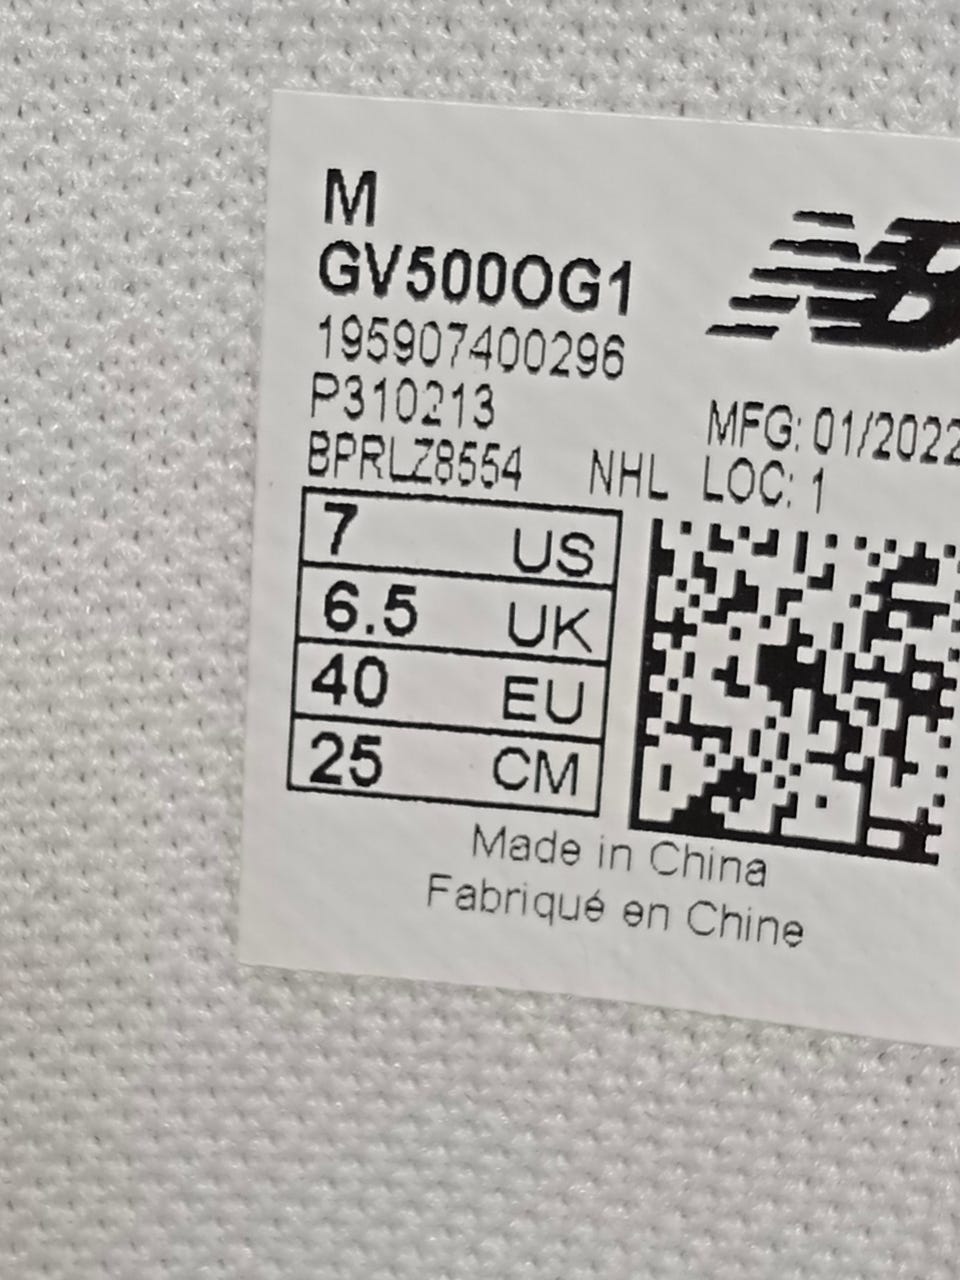 M
GV500OG1
195907400296
P310213
BPRLZ8554 NHL
MFG: 01/2022
LOC: 1
7 US
6.5 UK
40 EU
25 CM
Made in China
Fabriqué en Chine
NB